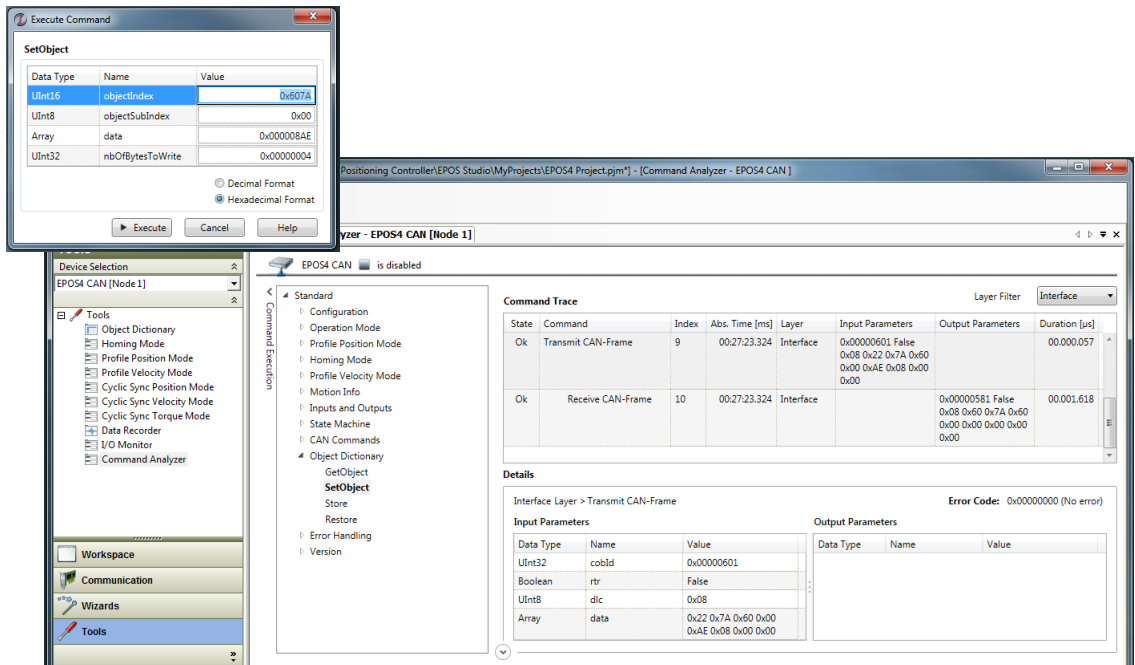 Execute Command
SetObject
Data Type Name Value
UInt16 objectIndex 0x607A
UInt8 objectSubIndex 0x00
Array data 0x000008AE
UInt32 nbOfBytesToWrite 0x00000004
Decimal Format
Hexadecimal Format
Execute Cancel Help
Positioning Controller\EPOS Studio\MyProjects\EPOS4 Project.pjm*] - [Command Analyzer - EPOS4 CAN ]
yzer - EPOS4 CAN [Node 1]
Device Selection
EPOS4 CAN [Node 1]
Tools
Object Dictionary
Homing Mode
Profile Position Mode
Profile Velocity Mode
Cyclic Sync Position Mode
Cyclic Sync Velocity Mode
Cyclic Sync Torque Mode
Data Recorder
I/O Monitor
Command Analyzer
Workspace
Communication
Wizards
Tools
EPOS4 CAN is disabled
Command Execution
Standard
Configuration
Operation Mode
Profile Position Mode
Homing Mode
Profile Velocity Mode
Motion Info
Inputs and Outputs
State Machine
CAN Commands
Object Dictionary
GetObject
SetObject
Store
Restore
Error Handling
Version
Command Trace
Layer Filter Interface
State Command Index Abs. Time [ms] Layer Input Parameters Output Parameters Duration [µs]
Ok Transmit CAN-Frame 9 00:27:23.324 Interface 0x00000601 False 00.000.057
0x08 0x22 0x7A 0x60
0x00 0xAE 0x08 0x00
0x00
Ok Receive CAN-Frame 10 00:27:23.324 Interface 0x00000581 False 00.001.618
0x08 0x60 0x7A 0x60
0x00 0x00 0x00 0x00
0x00
Details
Interface Layer > Transmit CAN-Frame Error Code: 0x00000000 (No error)
Input Parameters Output Parameters
Data Type Name Value Data Type Name Value
UInt32 cobId 0x00000601
Boolean rtr False
UInt8 dlc 0x08
Array data 0x22 0x7A 0x60 0x00
0xAE 0x08 0x00 0x00